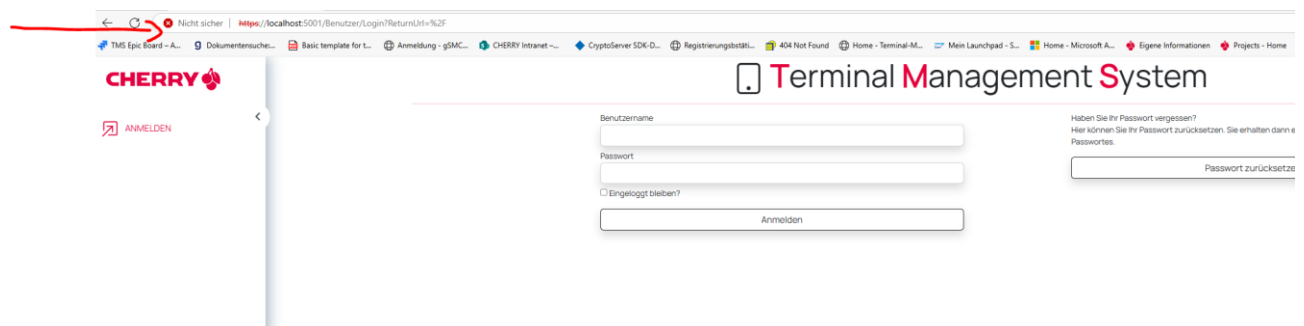 Nicht sicher | https://localhost:5001/Benutzer/Login?ReturnUrl=%2F
TMS Epic Board – A... Dokumentensuche:... Basic template for t... Anmeldung - gSMC... CHERRY Intranet –... CryptoServer SDK-D... Registrierungsbstäti... 404 Not Found Home - Terminal-M... Mein Launchpad - S... Home - Microsoft A... Eigene Informationen Projects - Home
CHERRY
Terminal Management System
ANMELDEN
Benutzername
Passwort
Eingeloggt bleiben?
Anmelden
Haben Sie Ihr Passwort vergessen?
Hier können Sie Ihr Passwort zurücksetzen. Sie erhalten dann e
Passwortes.
Passwort zurücksetze